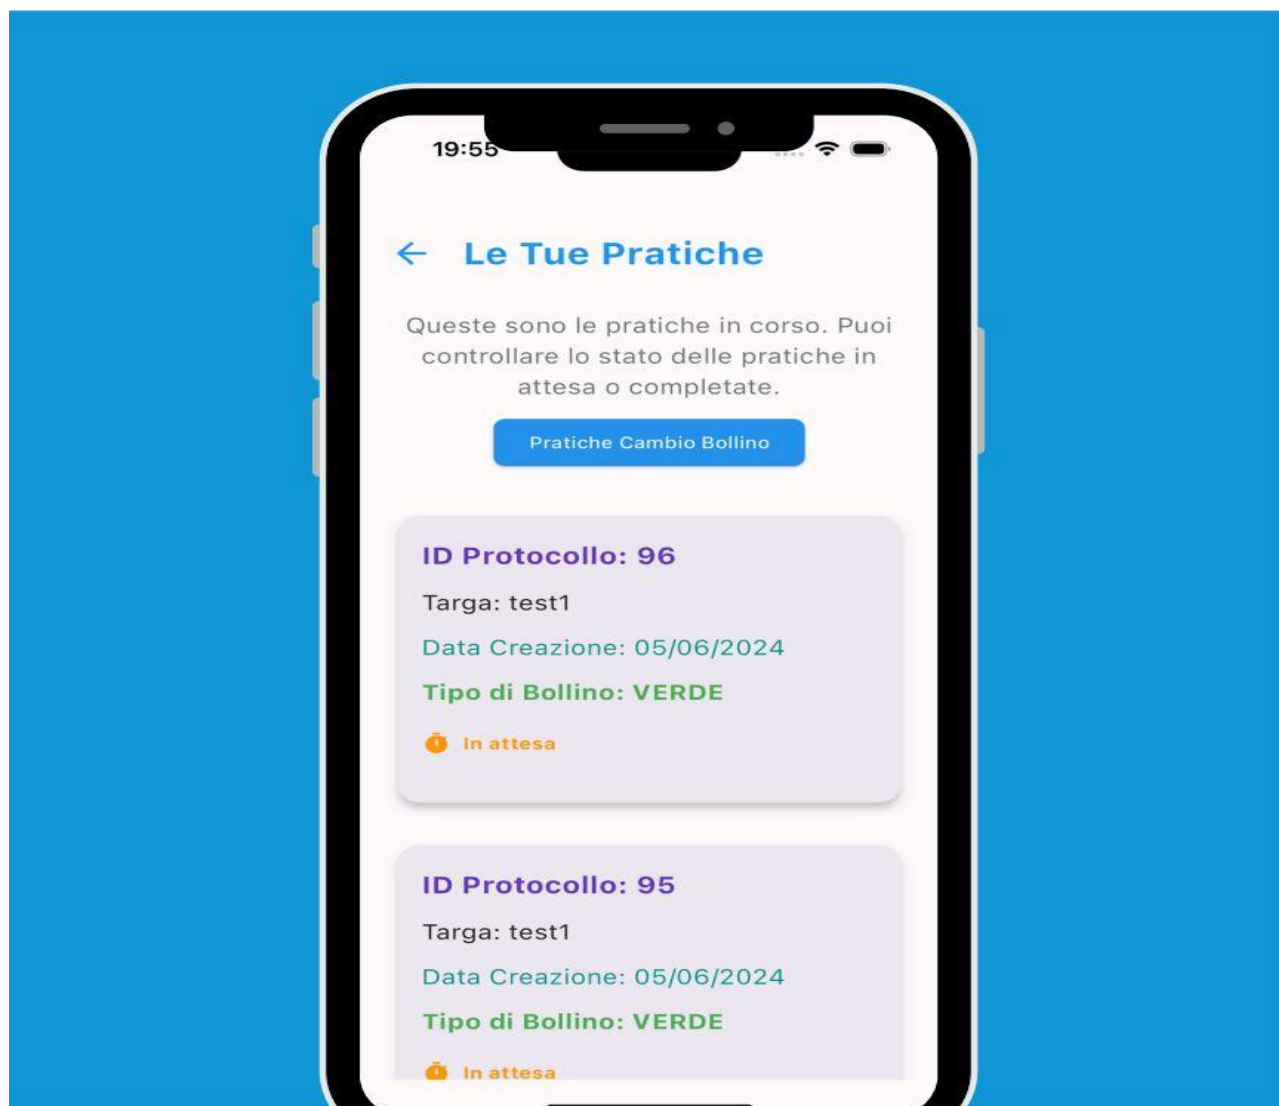 19:55
Le Tue Pratiche
Queste sono le pratiche in corso. Puoi
controllare lo stato delle pratiche in
attesa o completate.
Pratiche Cambio Bollino
ID Protocollo: 96
Targa: test1
Data Creazione: 05/06/2024
Tipo di Bollino: VERDE
In attesa
ID Protocollo: 95
Targa: test1
Data Creazione: 05/06/2024
Tipo di Bollino: VERDE
In attesa